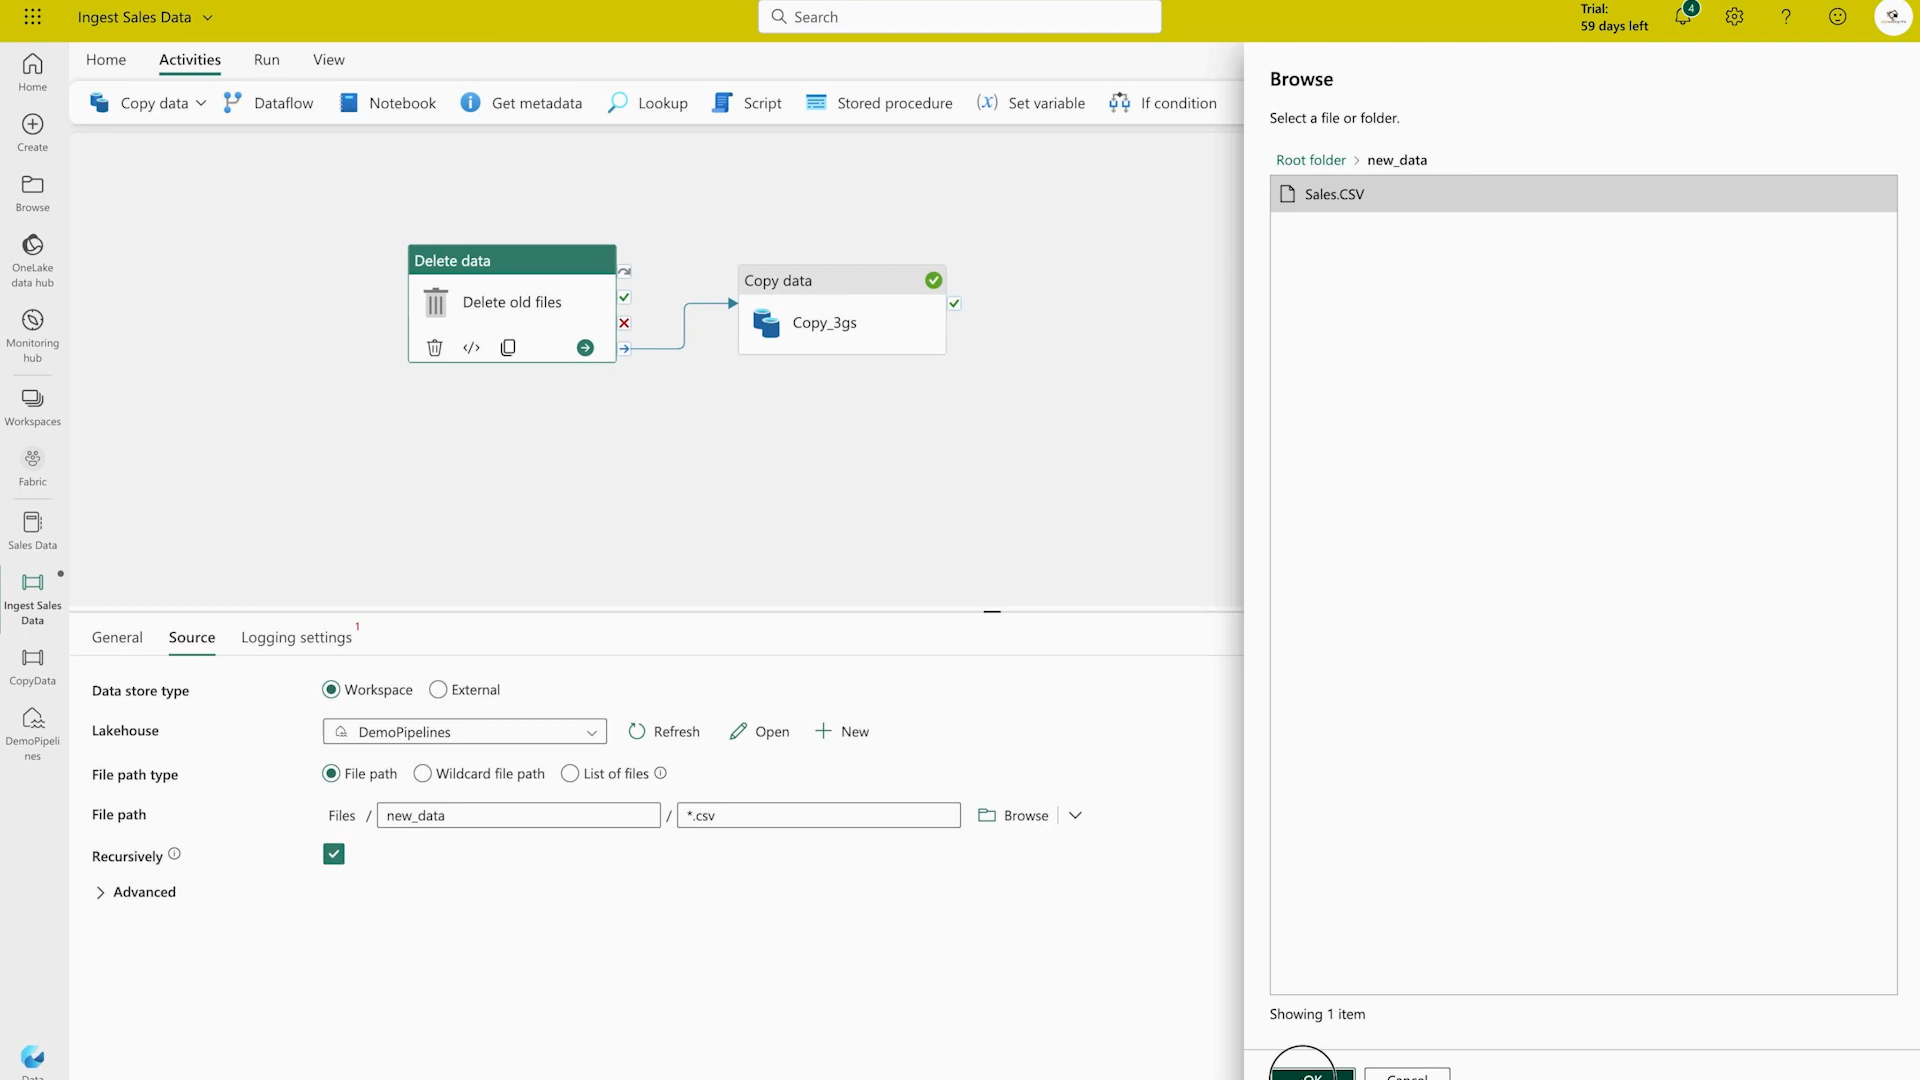 Ingest Sales Data
Search
Trial:
59 days left
4
Home
Activities
Run
View
Copy data
Dataflow
Notebook
Get metadata
Lookup
Script
Stored procedure
(x)
Set variable
If condition
Home
Create
Browse
OneLake
data hub
Monitoring
hub
Workspaces
Fabric
Sales Data
Ingest Sales
Data
CopyData
DemoPipeli
nes
Data
Delete data
Delete old files
</>
Copy data
Copy_3gs
General
Source
Logging settings
1
Data store type
Workspace
External
Lakehouse
DemoPipelines
Refresh
Open
New
File path type
File path
Wildcard file path
List of files
File path
Files / new_data / *.csv
Browse
Recursively
Advanced
Browse
Select a file or folder.
Root folder > new_data
Sales.CSV
Showing 1 item
OK
Cancel